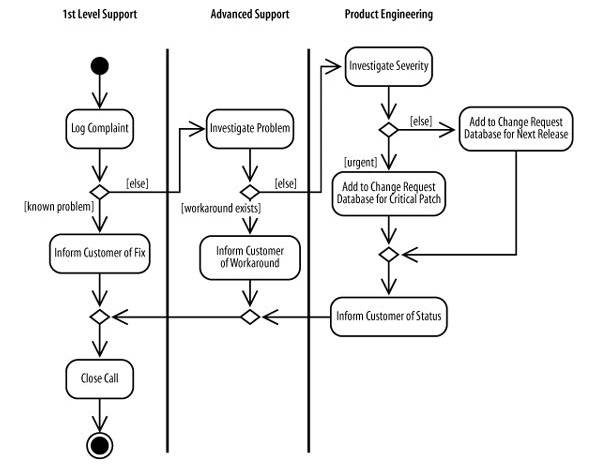 1st Level Support
Advanced Support
Product Engineering
Log Complaint
[else]
[known problem]
Inform Customer of Fix
Close Call
Investigate Problem
[else]
[workaround exists]
Inform Customer
of Workaround
Investigate Severity
[else]
Add to Change Request
Database for Next Release
[urgent]
Add to Change Request
Database for Critical Patch
Inform Customer of Status